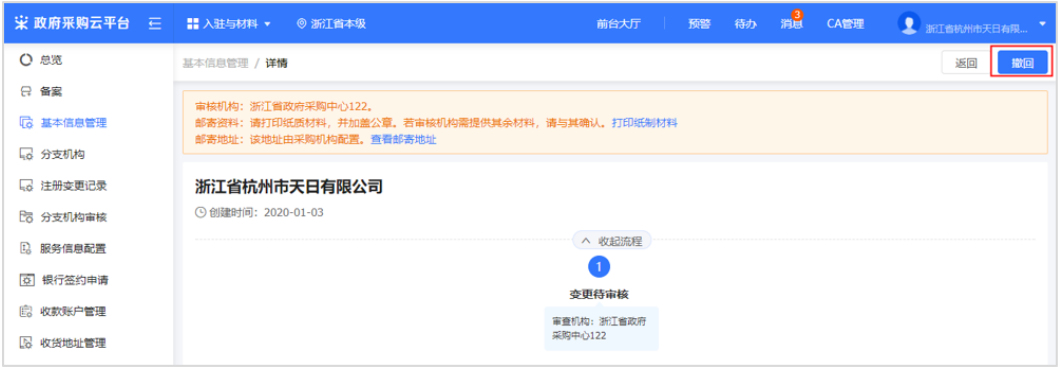 政府采购云平台 入驻与材料 浙江省本级 前台大厅 预警 待办 消息 3 CA管理 浙江省杭州市天日有限...
总览
基本信息管理 / 详情 返回 撤回
备案
基本信息管理
分支机构
注册变更记录
分支机构审核
服务信息配置
银行签约申请
收款账户管理
收货地址管理
审核机构：浙江省政府采购中心122。
邮寄资料：请打印纸质材料，并加盖公章。若审核机构需提供其余材料，请与其确认。打印纸制材料
邮寄地址：该地址由采购机构配置。查看邮寄地址
浙江省杭州市天日有限公司
创建时间：2020-01-03
收起流程
1
变更待审核
审查机构：浙江省政府
采购中心122